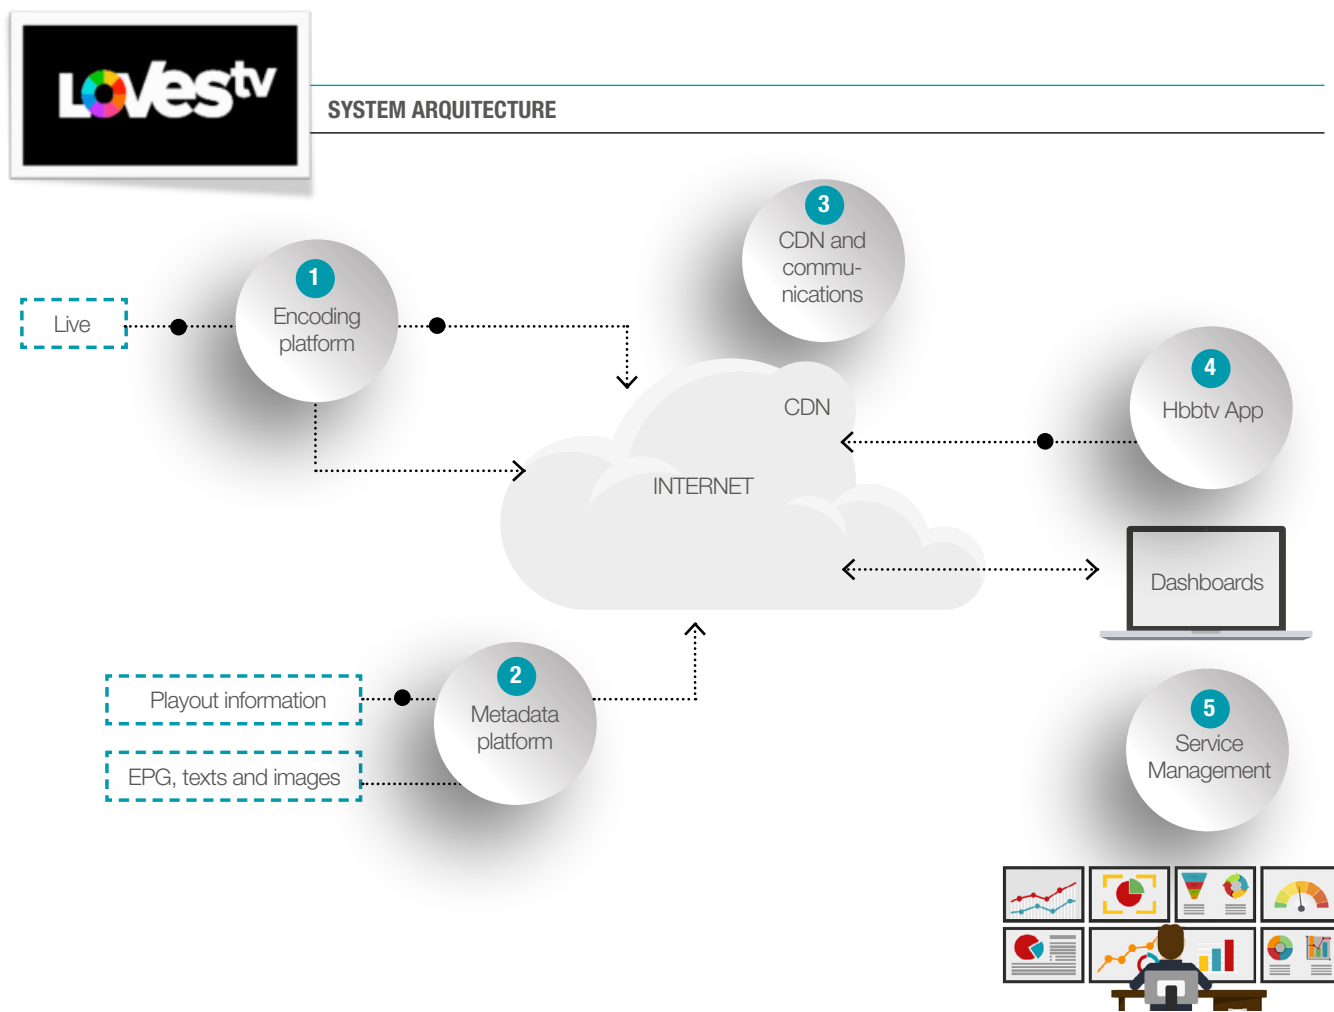 LOVEStv
SYSTEM ARQUITECTURE
3
CDN and
commu-
nications
1
Encoding
platform
Live
4
Hbbtv App
CDN
INTERNET
Dashboards
2
Metadata
platform
Playout information
EPG, texts and images
5
Service
Management